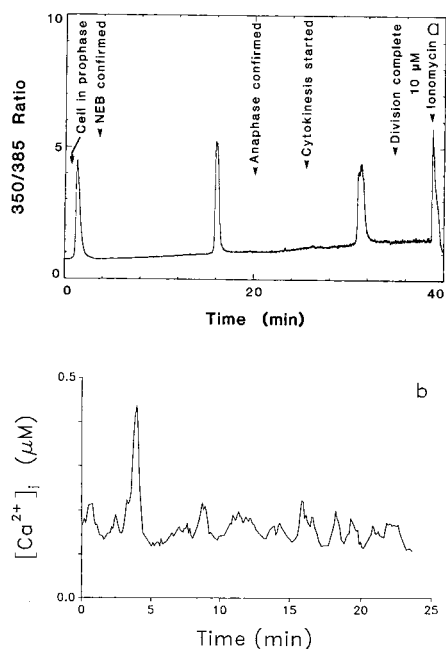 a
350/385 Ratio
10
5
0
Cell in prophase
NEB confirmed
Anaphase confirmed
Cytokinesis started
Division complete
10 μM
Ionomycin
0
20
40
Time (min)
b
[Ca²⁺]i (μM)
0.5
0.0
0
5
10
15
20
25
Time (min)